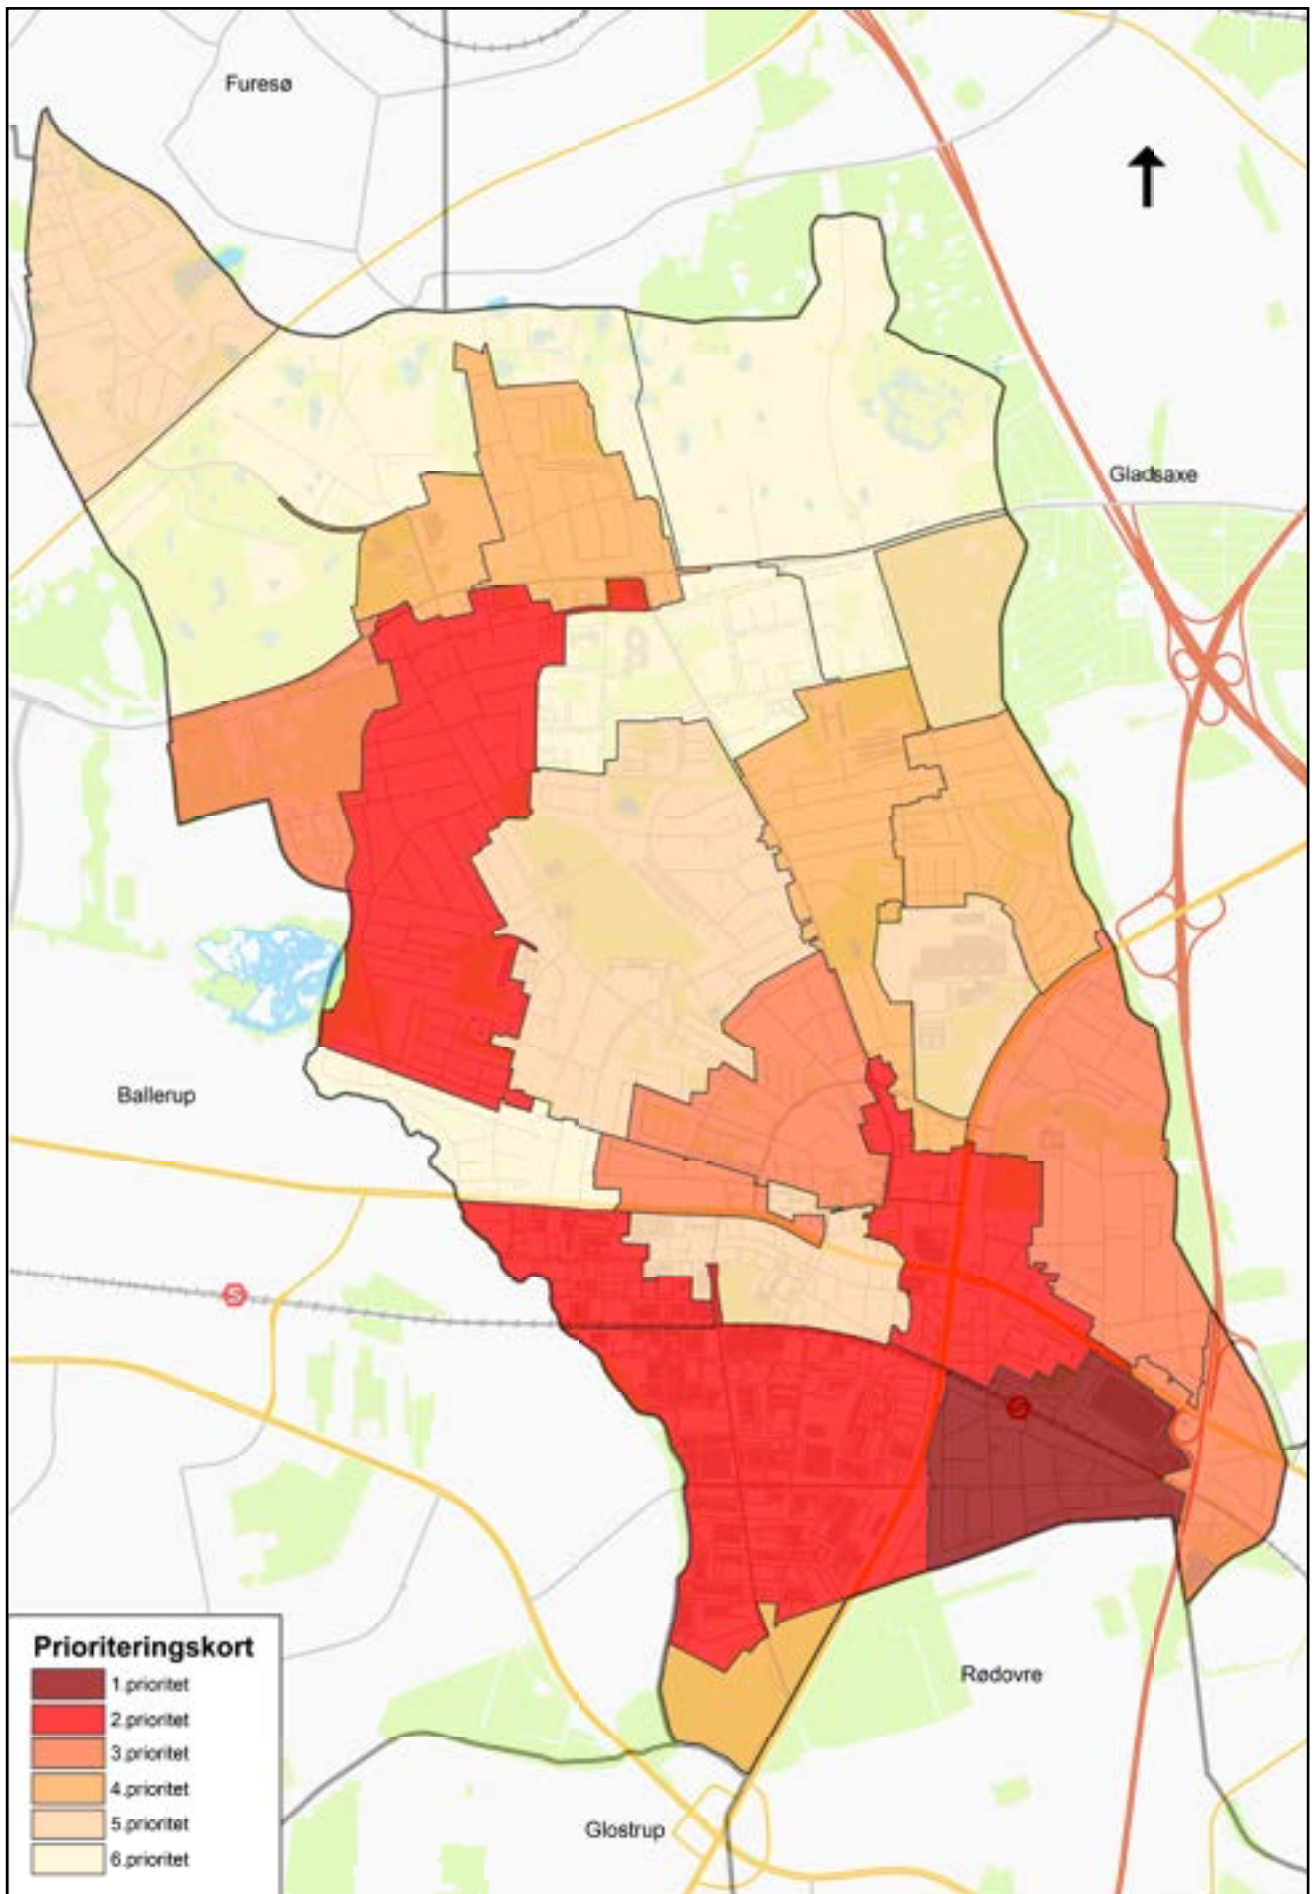 Furesø
Gladsaxe
Ballerup
S
S
Prioriteringskort
1.prioritet
2.prioritet
3.prioritet
4.prioritet
5.prioritet
6.prioritet
Rødovre
Glostrup